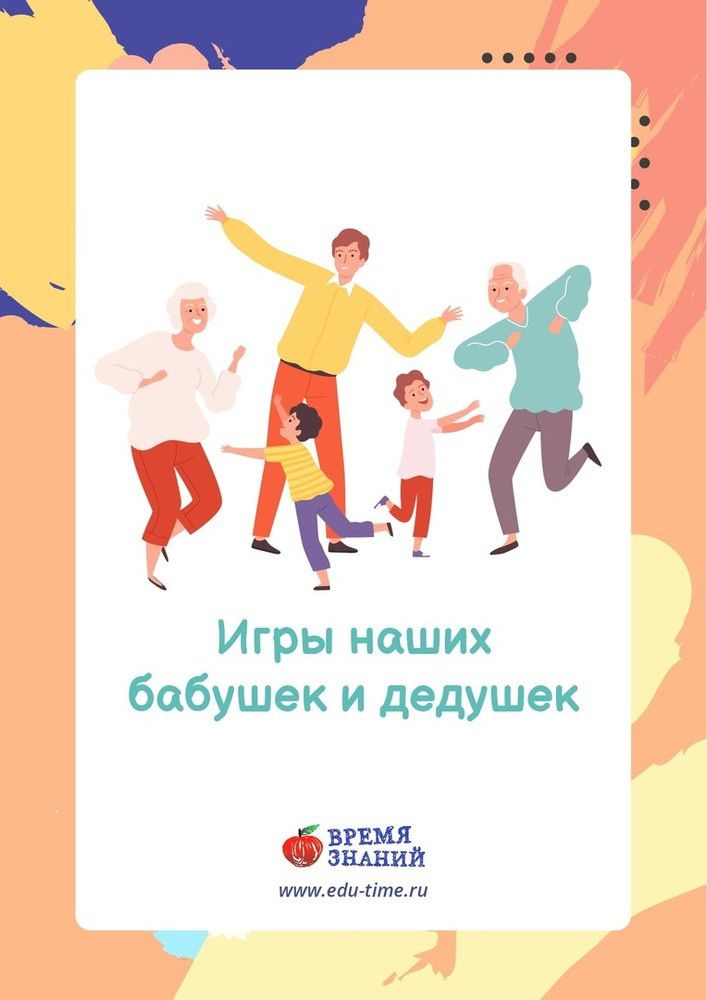 Игры наших
бабушек и дедушек
ВРЕМЯ
ЗНАНИЙ
www.edu-time.ru